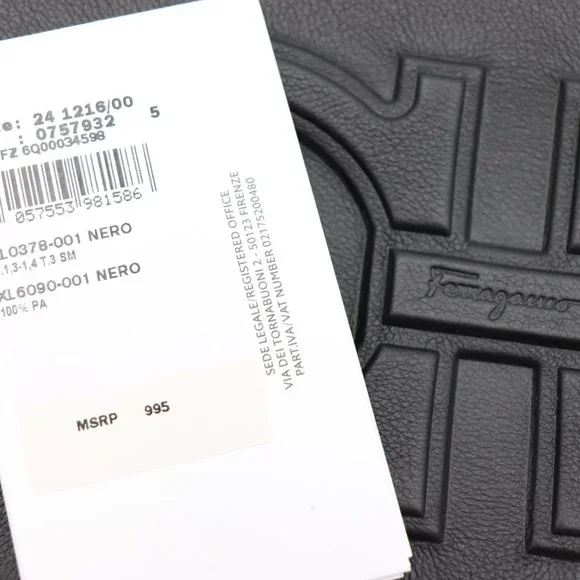 e: 24 1216/00 5
: 0757932
FZ 6Q00034598
057553 981586
L0378-001 NERO
.1,3-1,4 T.3 SM
XL6090-001 NERO
100% PA
MSRP 995
SEDE LEGALE/REGISTERED OFFICE
VIA DEI TORNABUONI 2 - 50123 FIRENZE
PART.IVA/VAT NUMBER 02175200480
Ferragamo